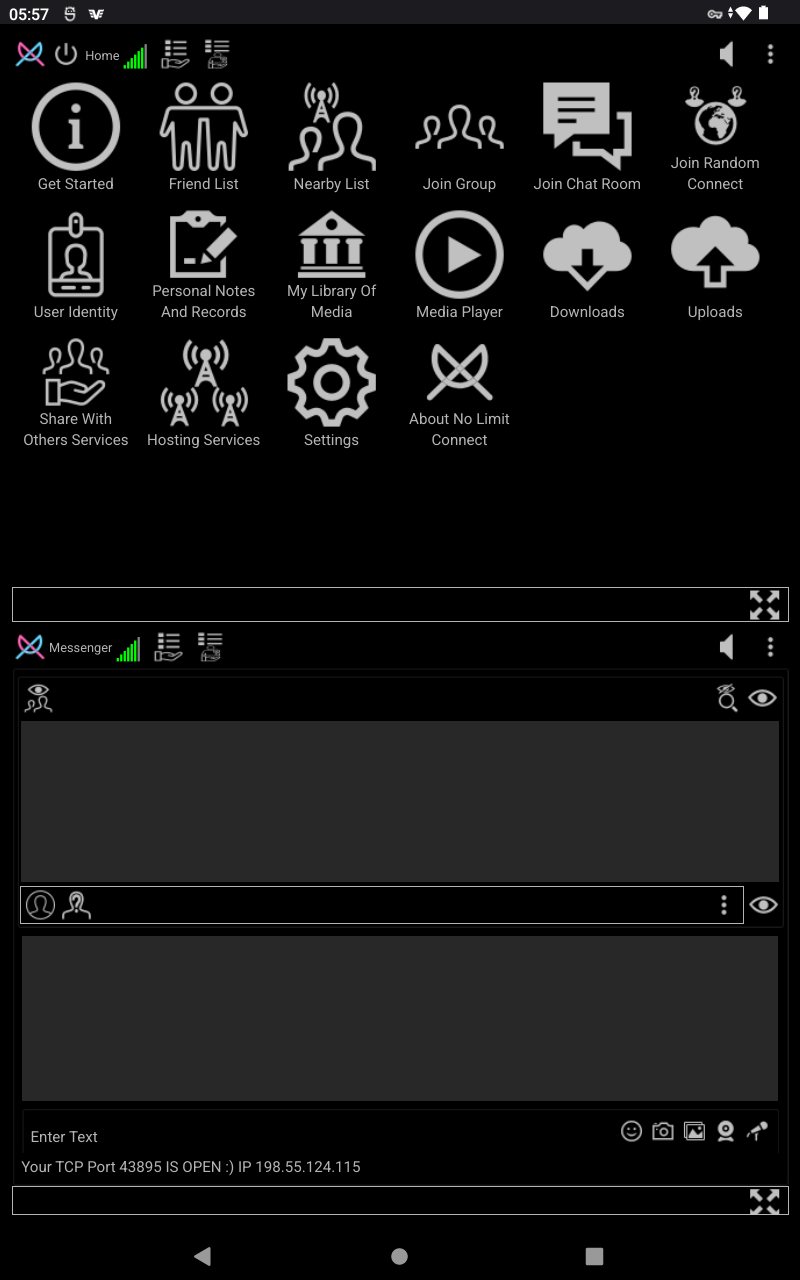 05:57
Home
Get Started
Friend List
Nearby List
Join Group
Join Chat Room
Join Random
Connect
User Identity
Personal Notes
And Records
My Library Of
Media
Media Player
Downloads
Uploads
Share With
Others Services
Hosting Services
Settings
About No Limit
Connect
Messenger
Enter Text
Your TCP Port 43895 IS OPEN :) IP 198.55.124.115